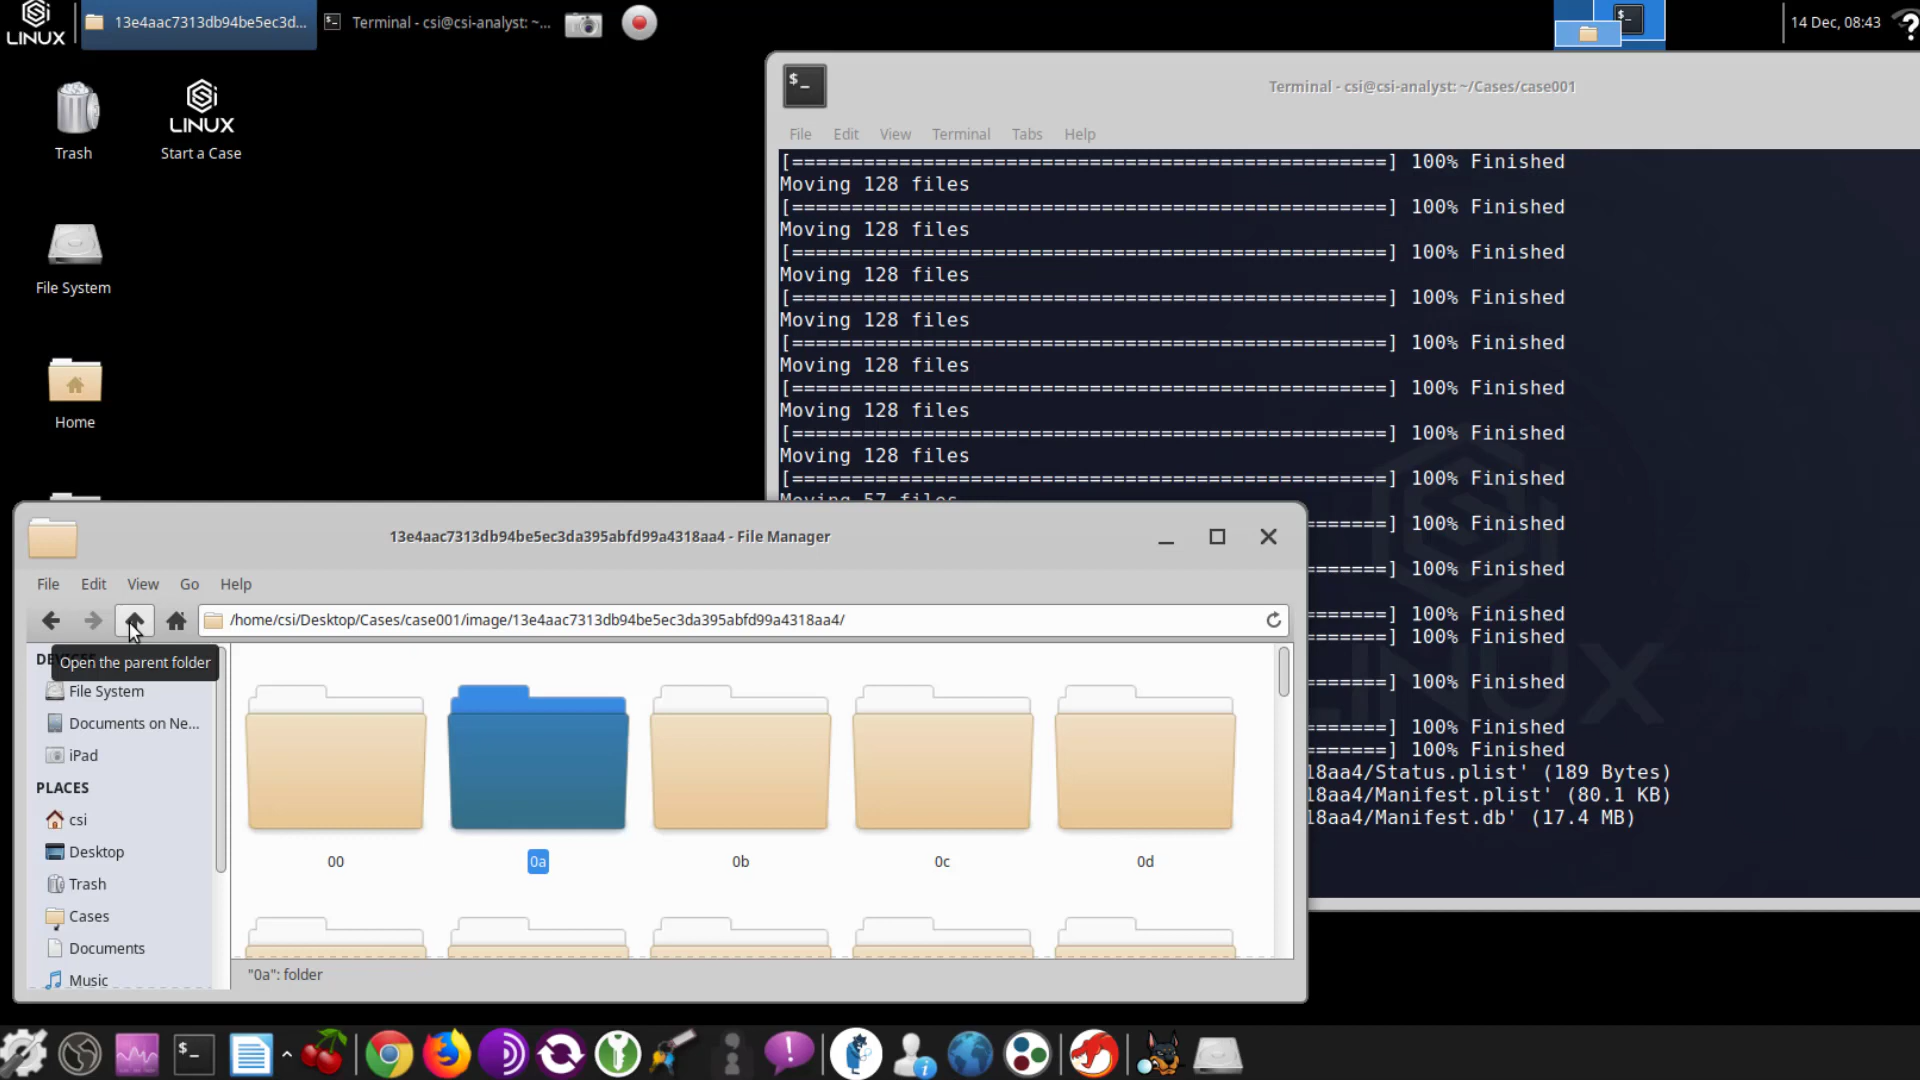 LINUX
13e4aac7313db94be5ec3d...
Terminal - csi@csi-analyst: ~...
14 Dec, 08:43
Trash
LINUX
Start a Case
File System
Home
Terminal - csi@csi-analyst: ~/Cases/case001
File Edit View Terminal Tabs Help
[==================================================] 100% Finished
Moving 128 files
[==================================================] 100% Finished
Moving 128 files
[==================================================] 100% Finished
Moving 128 files
[==================================================] 100% Finished
Moving 128 files
[==================================================] 100% Finished
Moving 128 files
[==================================================] 100% Finished
Moving 128 files
[==================================================] 100% Finished
Moving 128 files
[==================================================] 100% Finished
Moving 57 files
=======] 100% Finished
=======] 100% Finished
=======] 100% Finished
=======] 100% Finished
=======] 100% Finished
=======] 100% Finished
=======] 100% Finished
18aa4/Status.plist' (189 Bytes)
18aa4/Manifest.plist' (80.1 KB)
18aa4/Manifest.db' (17.4 MB)
LINUX
13e4aac7313db94be5ec3da395abfd99a4318aa4 - File Manager
File Edit View Go Help
/home/csi/Desktop/Cases/case001/image/13e4aac7313db94be5ec3da395abfd99a4318aa4/
Open the parent folder
File System
Documents on Ne...
iPad
PLACES
csi
Desktop
Trash
Cases
Documents
Music
00
0a
0b
0c
0d
"0a": folder